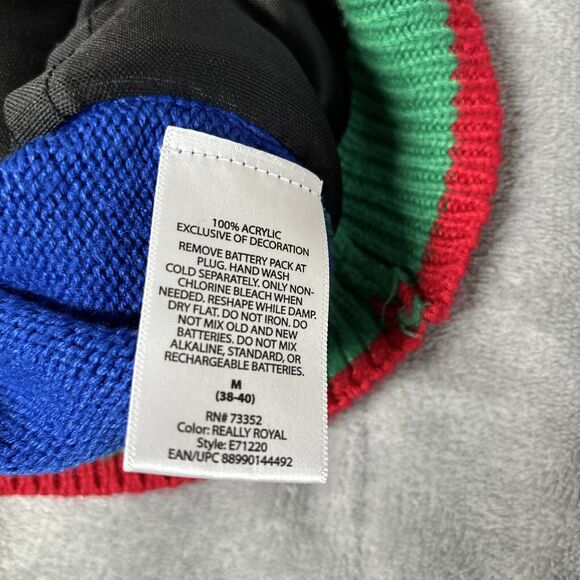 100% ACRYLIC
EXCLUSIVE OF DECORATION
REMOVE BATTERY PACK AT
PLUG. HAND WASH
COLD SEPARATELY. ONLY NON-
CHLORINE BLEACH WHEN
NEEDED. RESHAPE WHILE DAMP.
DRY FLAT. DO NOT IRON. DO
NOT MIX OLD AND NEW
BATTERIES. DO NOT MIX
ALKALINE, STANDARD, OR
RECHARGEABLE BATTERIES.
M
(38-40)
RN# 73352
Color: REALLY ROYAL
Style: E71220
EAN/UPC 88990144492